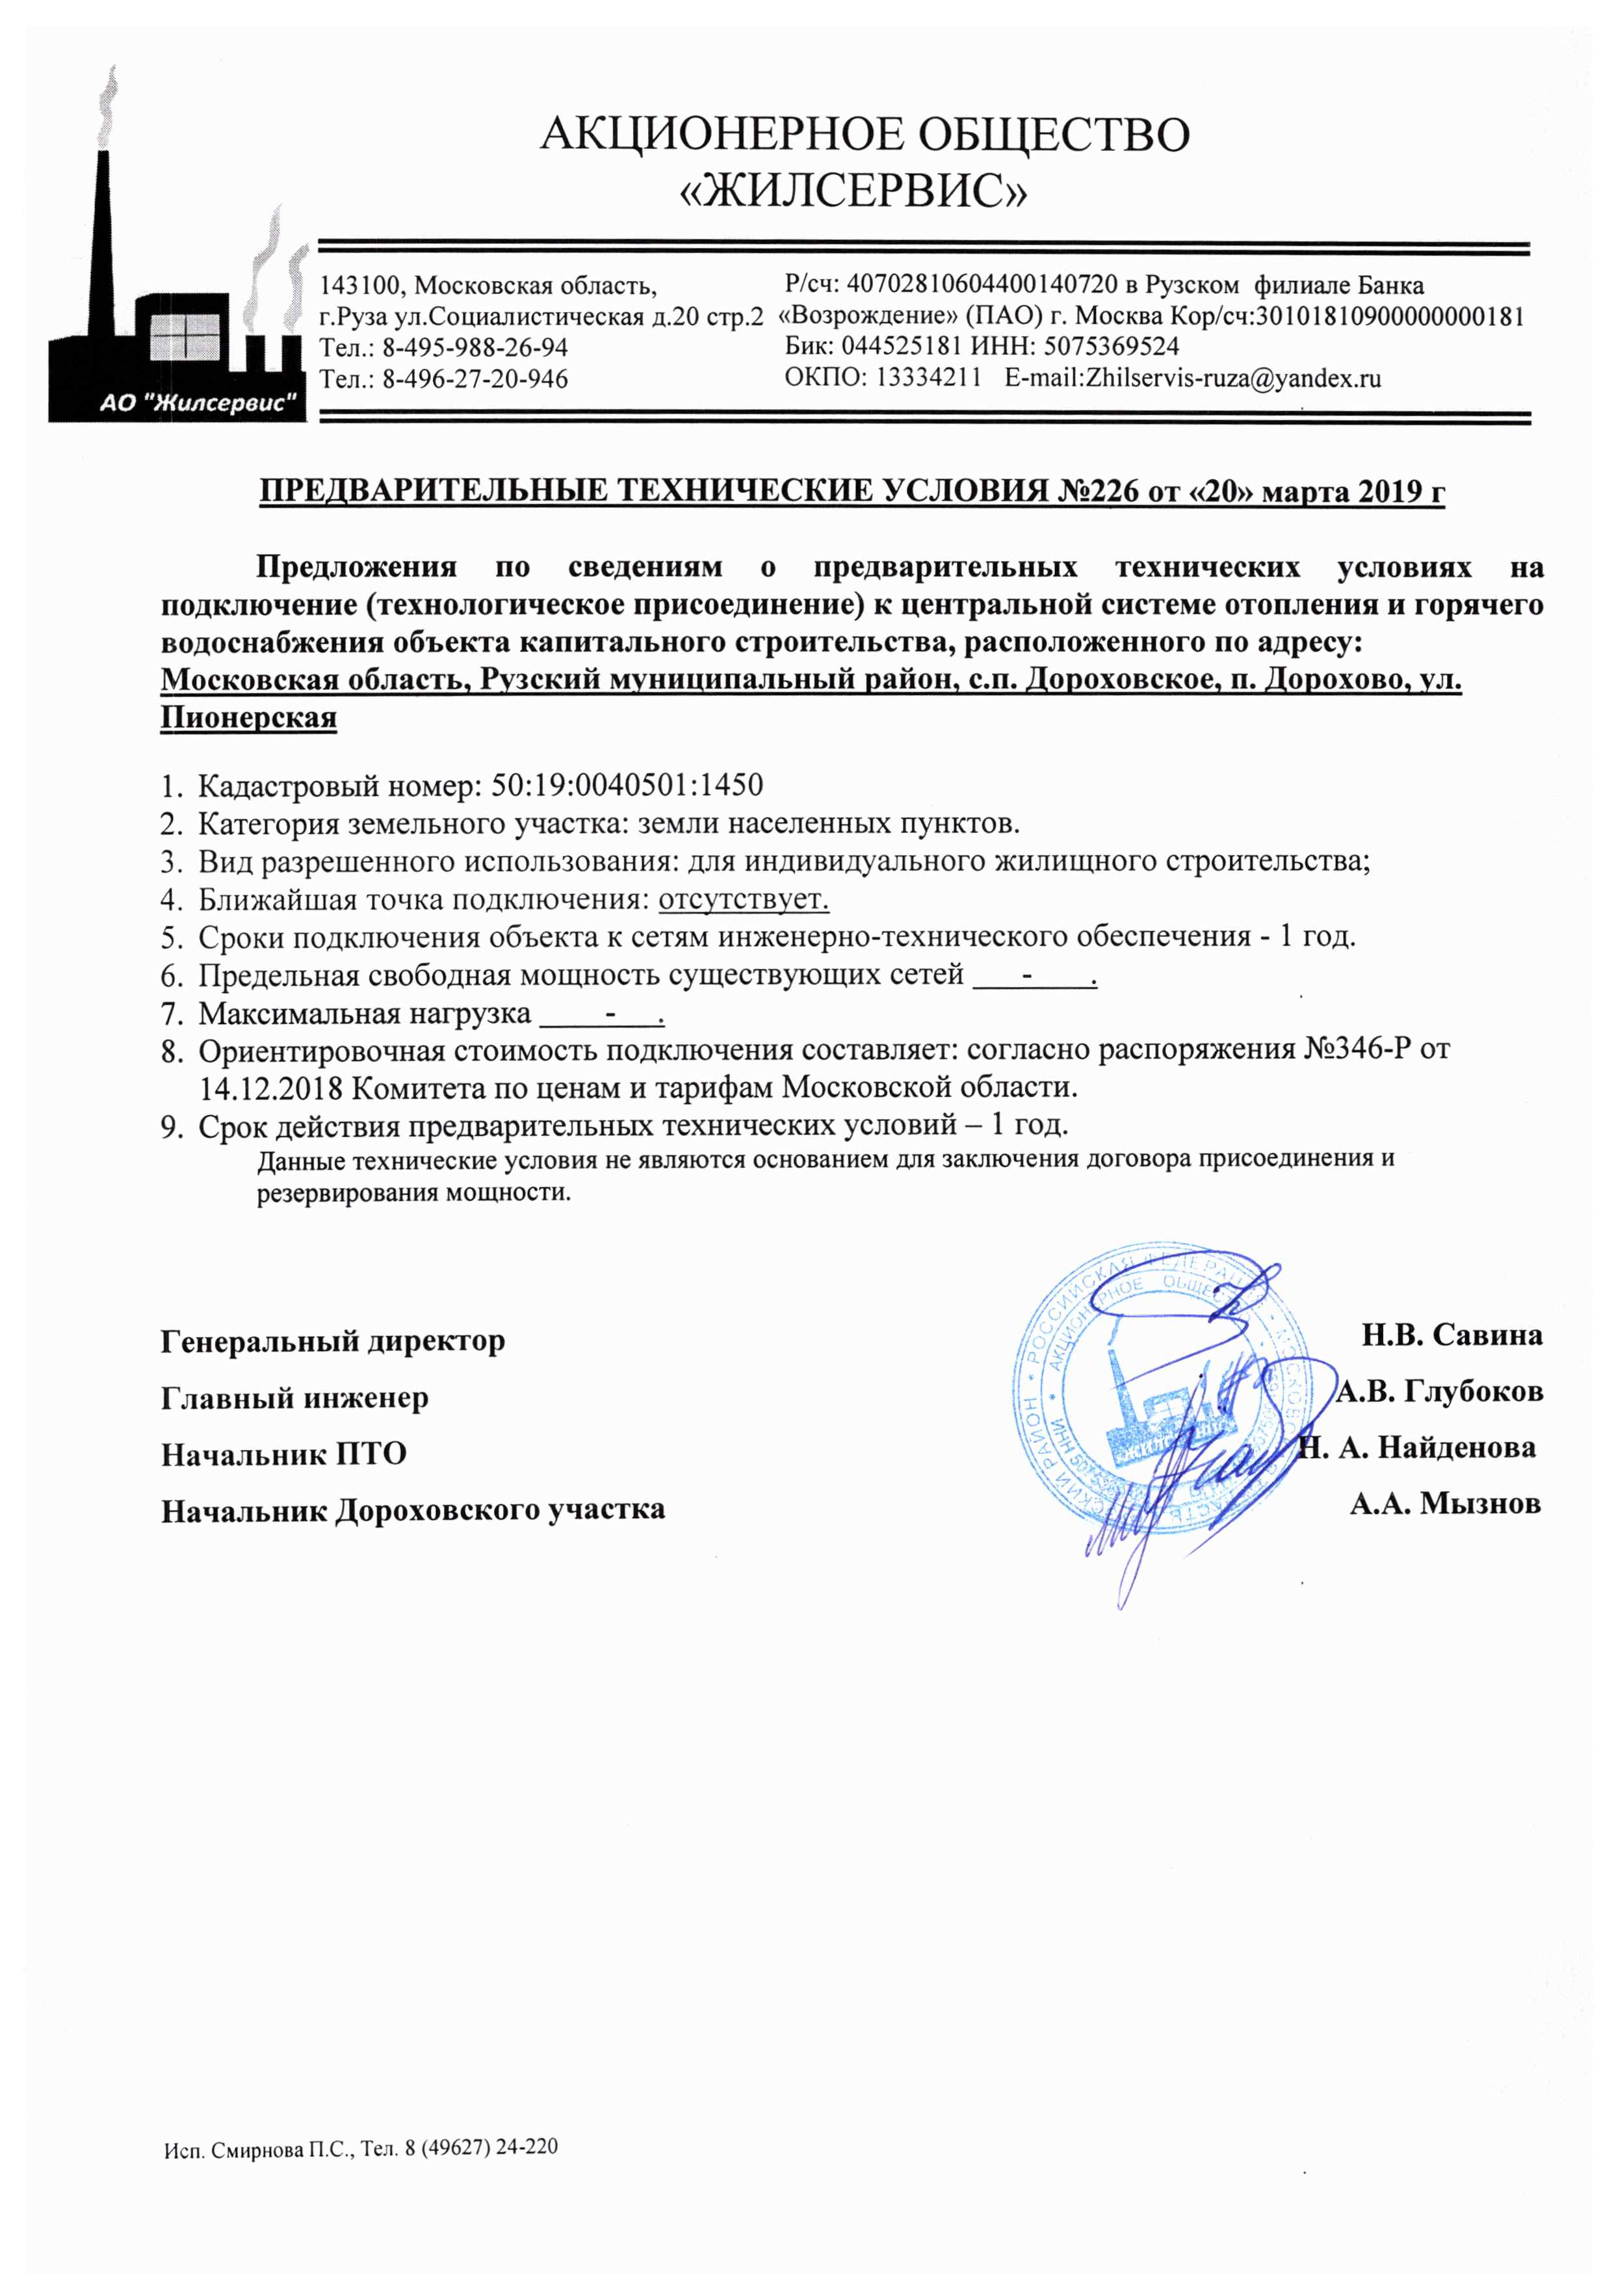 АКЦИОНЕРНОЕ ОБЩЕСТВО
«ЖИЛСЕРВИС»
АО "Жилсервис"
143100, Московская область,
г.Руза ул.Социалистическая д.20 стр.2
Тел.: 8-495-988-26-94
Тел.: 8-496-27-20-946
Р/сч: 40702810604400140720 в Рузском филиале Банка
«Возрождение» (ПАО) г. Москва Кор/сч:30101810900000000181
Бик: 044525181 ИНН: 5075369524
ОКПО: 13334211 E-mail:Zhilservis-ruza@yandex.ru
ПРЕДВАРИТЕЛЬНЫЕ ТЕХНИЧЕСКИЕ УСЛОВИЯ №226 от «20» марта 2019 г
Предложения по сведениям о предварительных технических условиях на
подключение (технологическое присоединение) к центральной системе отопления и горячего
водоснабжения объекта капитального строительства, расположенного по адресу:
Московская область, Рузский муниципальный район, с.п. Дороховское, п. Дорохово, ул.
Пионерская
1. Кадастровый номер: 50:19:0040501:1450
2. Категория земельного участка: земли населенных пунктов.
3. Вид разрешенного использования: для индивидуального жилищного строительства;
4. Ближайшая точка подключения: отсутствует.
5. Сроки подключения объекта к сетям инженерно-технического обеспечения - 1 год.
6. Предельная свободная мощность существующих сетей ___-____.
7. Максимальная нагрузка ____-___.
8. Ориентировочная стоимость подключения составляет: согласно распоряжения №346-Р от
14.12.2018 Комитета по ценам и тарифам Московской области.
9. Срок действия предварительных технических условий – 1 год.
Данные технические условия не являются основанием для заключения договора присоединения и
резервирования мощности.
Генеральный директор Н.В. Савина
Главный инженер А.В. Глубоков
Начальник ПТО Н. А. Найденова
Начальник Дороховского участка А.А. Мызнов
РОССИЙСКАЯ ФЕДЕРАЦИЯ
АКЦИОНЕРНОЕ ОБЩЕСТВО
Исп. Смирнова П.С., Тел. 8 (49627) 24-220